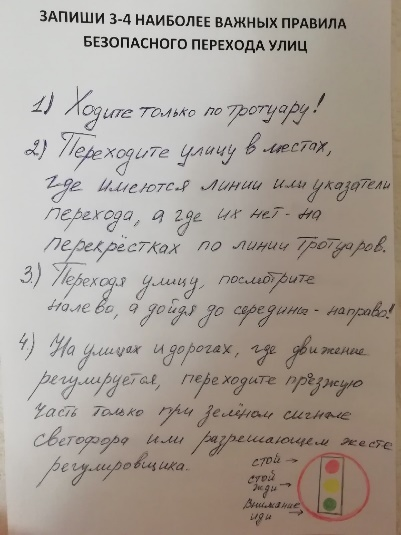 ЗАПИШИ 3-4 НАИБОЛЕЕ ВАЖНЫХ ПРАВИЛА
БЕЗОПАСНОГО ПЕРЕХОДА УЛИЦ
1) Ходите только по тротуару!
2) Переходите улицу в местах,
где имеются линии или указатели
перехода, а где их нет - на
перекрёстках по линии тротуаров.
3.) Переходя улицу, посмотрите
налево, а дойдя до середины - направо!
4) На улицах и дорогах, где движение
регулируется, переходите проезжую
часть только при зелёном сигнале
светофора или разрешающем жесте
регулировщика.
стой →
стой
жди →
Внимание
иди →